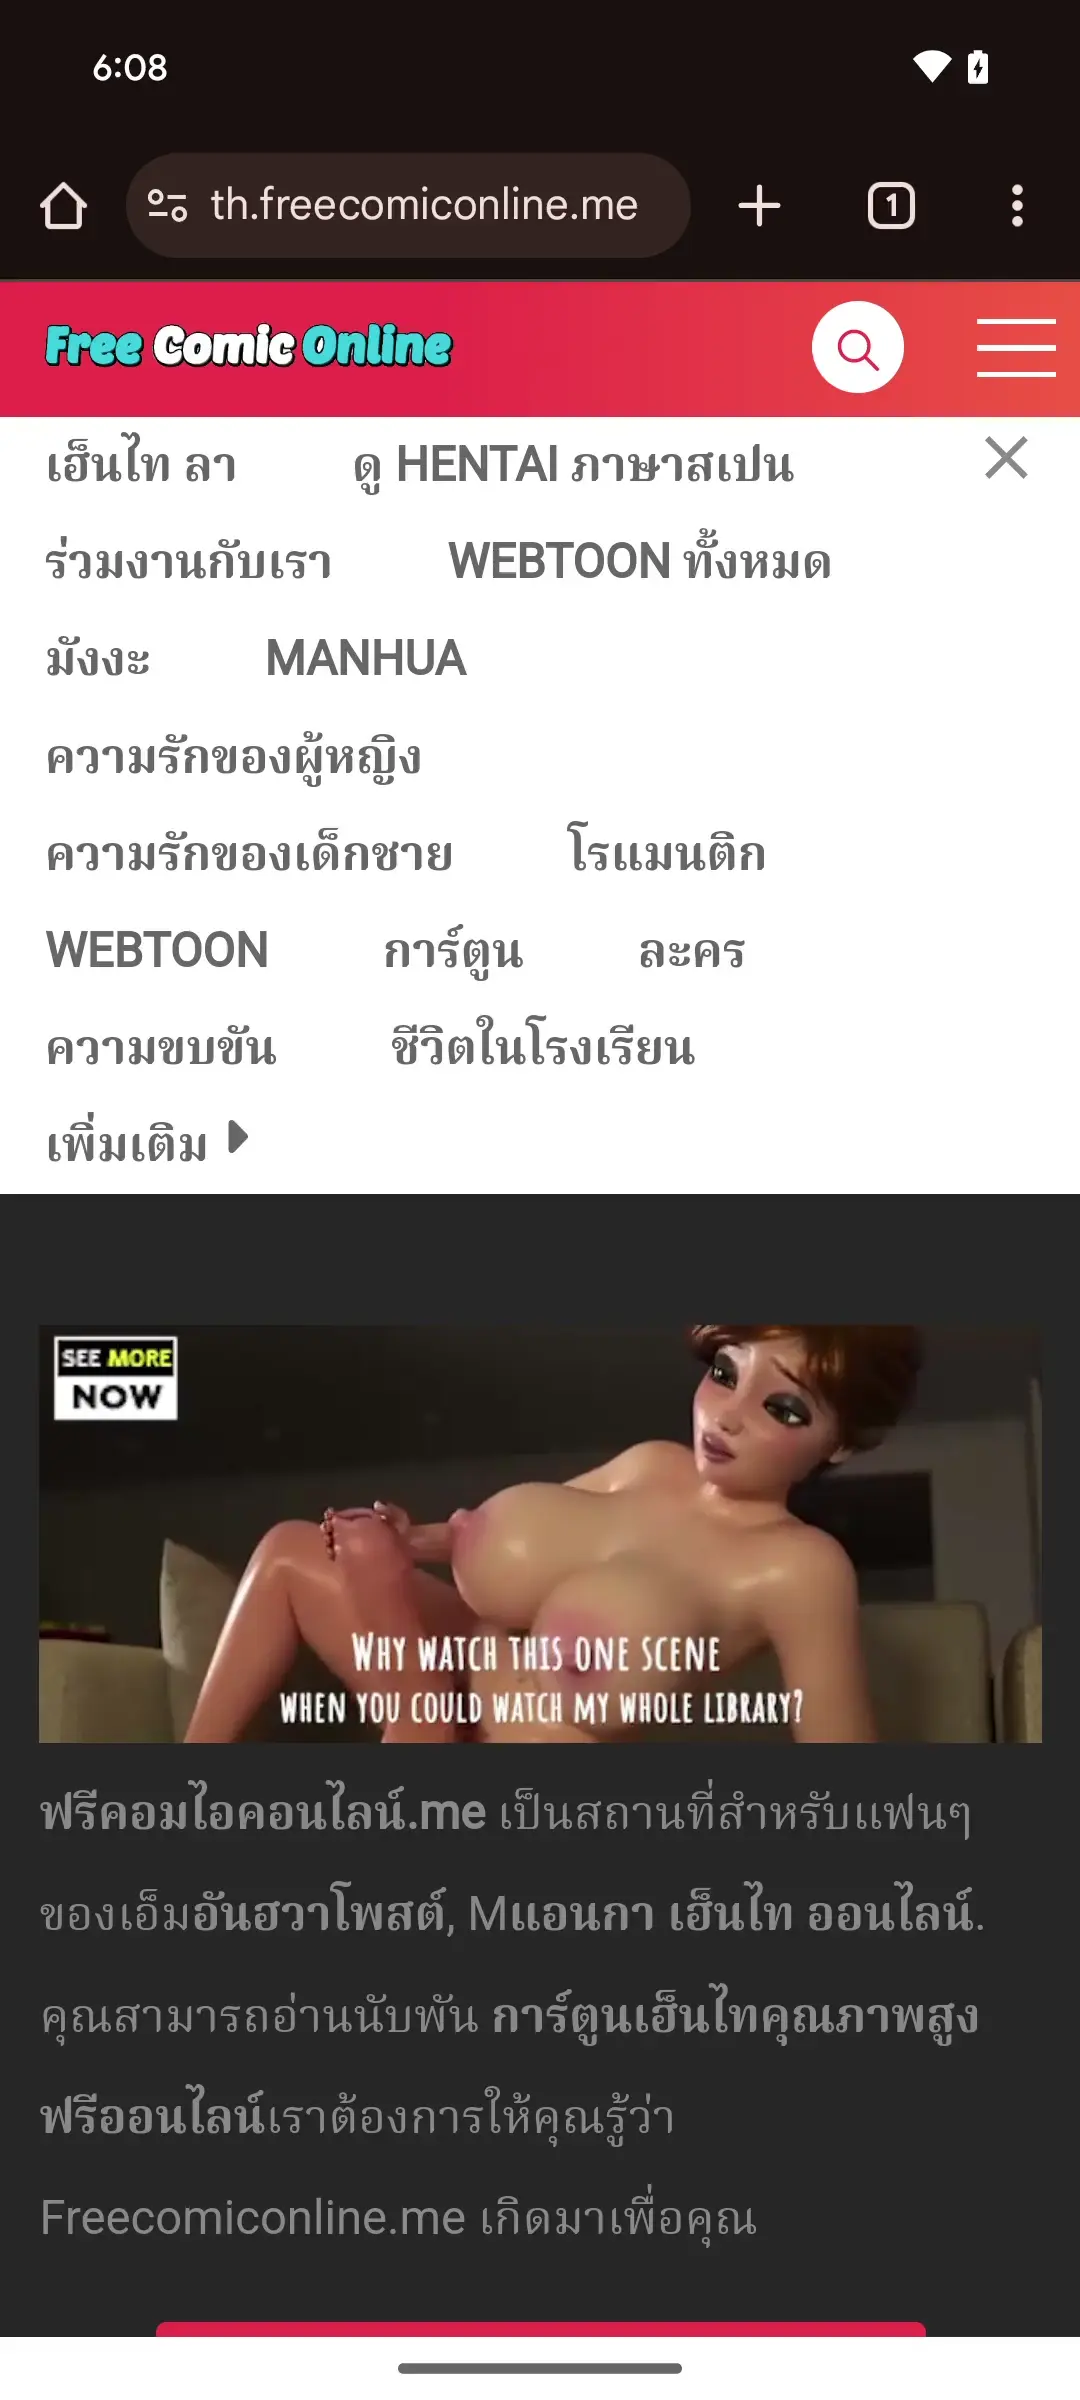 6:08
th.freecomiconline.me
1
Free Comic Online
เฮ็นไท ลา ดู HENTAI ภาษาสเปน
ร่วมงานกับเรา WEBTOON ทั้งหมด
มังงะ MANHUA
ความรักของผู้หญิง
ความรักของเด็กชาย โรแมนติก
WEBTOON การ์ตูน ละคร
ความขบขัน ชีวิตในโรงเรียน
เพิ่มเติม
SEE MORE
NOW
WHY WATCH THIS ONE SCENE
WHEN YOU COULD WATCH MY WHOLE LIBRARY?
ฟรีคอมไอคอนไลน์.me เป็นสถานที่สำหรับแฟนๆ
ของเอ็มอันฮวาโพสต์, Mแอนกา เฮ็นไท ออนไลน์.
คุณสามารถอ่านนับพัน การ์ตูนเฮ็นไทคุณภาพสูง
ฟรีออนไลน์เราต้องการให้คุณรู้ว่า
Freecomiconline.me เกิดมาเพื่อคุณ